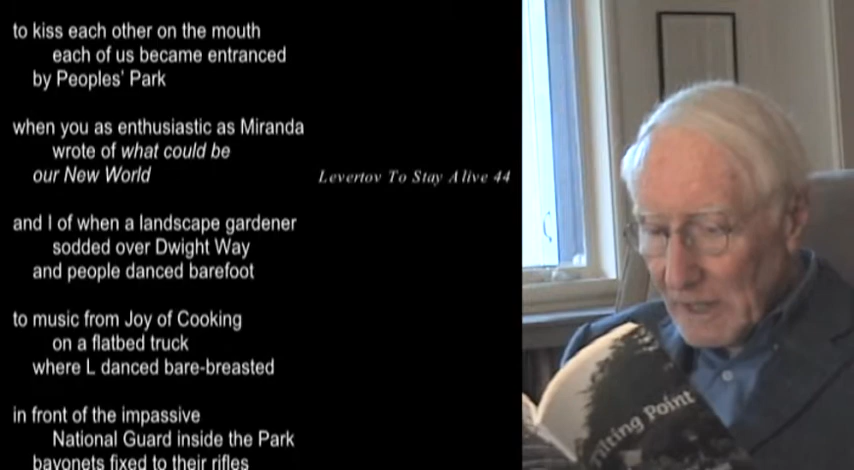 to kiss each other on the mouth
each of us became entranced
by Peoples' Park
when you as enthusiastic as Miranda
wrote of what could be
our New World
Levertov To Stay Alive 44
and I of when a landscape gardener
sodded over Dwight Way
and people danced barefoot
to music from Joy of Cooking
on a flatbed truck
where L danced bare-breasted
in front of the impassive
National Guard inside the Park
bayonets fixed to their rifles
Tilting Point